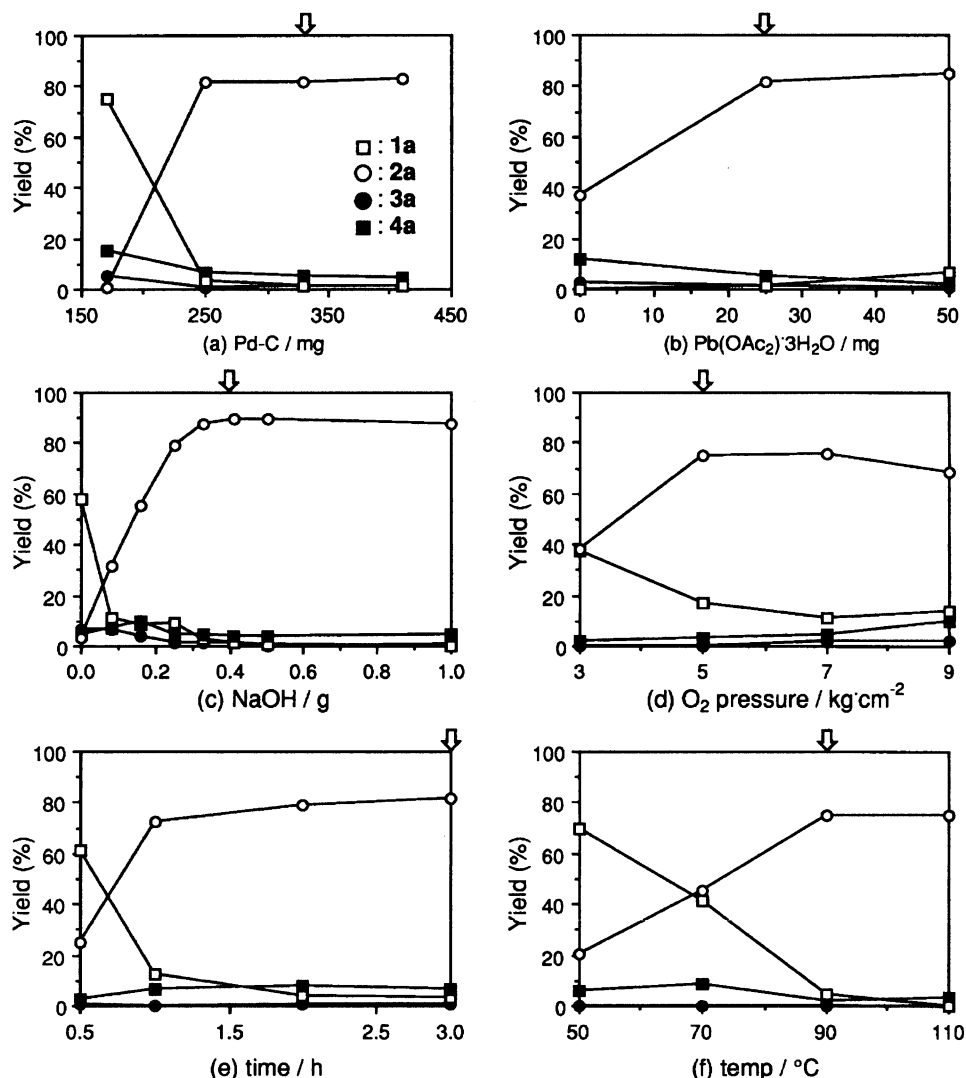 100
80
60
40
20
0
Yield (%)
: 1a
: 2a
: 3a
: 4a
150 250 350 450
(a) Pd-C / mg
100
80
60
40
20
0
Yield (%)
0 10 20 30 40 50
(b) Pb(OAc₂)·3H₂O / mg
100
80
60
40
20
0
Yield (%)
0.0 0.2 0.4 0.6 0.8 1.0
(c) NaOH / g
100
80
60
40
20
0
Yield (%)
3 5 7 9
(d) O₂ pressure / kg·cm⁻²
100
80
60
40
20
0
Yield (%)
0.5 1.5 2.5 3.0
(e) time / h
100
80
60
40
20
0
Yield (%)
50 70 90 110
(f) temp / °C